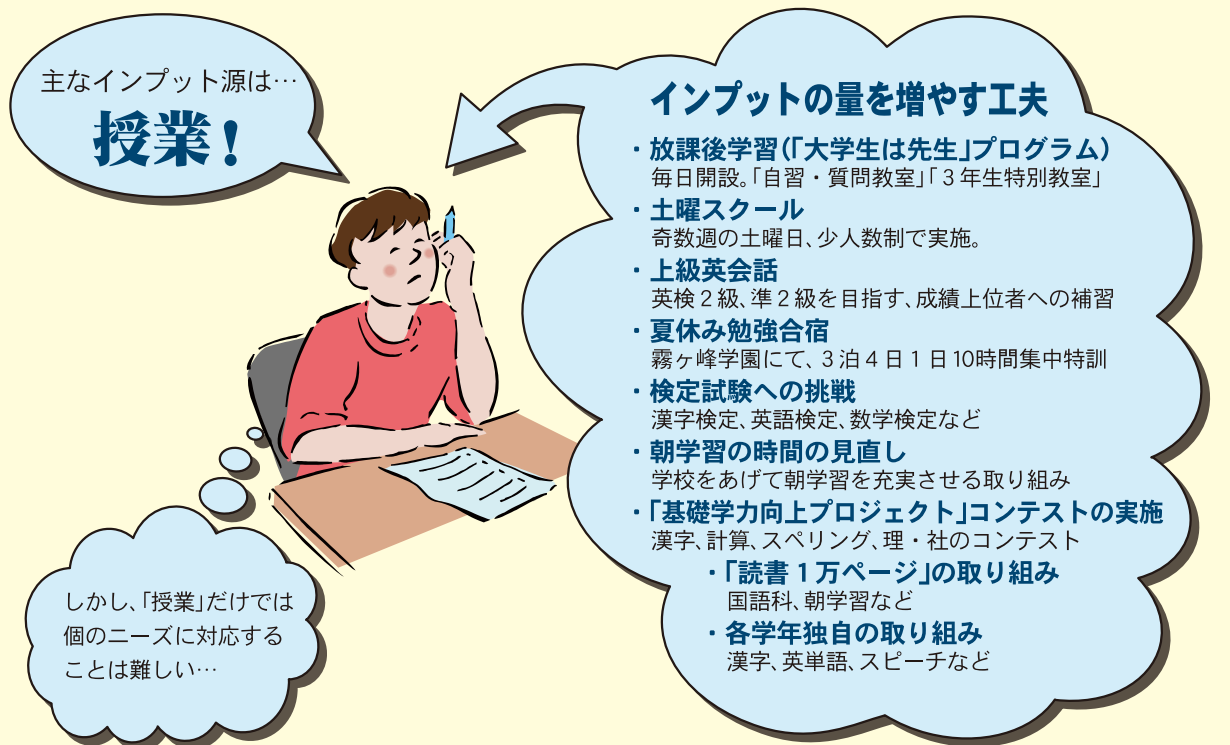 主なインプット源は…
授業！
インプットの量を増やす工夫
・放課後学習（「大学生は先生」プログラム）
毎日開設。「自習・質問教室」「３年生特別教室」
・土曜スクール
奇数週の土曜日、少人数制で実施。
・上級英会話
英検２級、準２級を目指す、成績上位者への補習
・夏休み勉強合宿
霧ヶ峰学園にて、３泊４日１日10時間集中特訓
・検定試験への挑戦
漢字検定、英語検定、数学検定など
・朝学習の時間の見直し
学校をあげて朝学習を充実させる取り組み
・「基礎学力向上プロジェクト」コンテストの実施
漢字、計算、スペリング、理・社のコンテスト
・「読書１万ページ」の取り組み
国語科、朝学習など
・各学年独自の取り組み
漢字、英単語、スピーチなど
しかし、「授業」だけでは
個のニーズに対応する
ことは難しい…